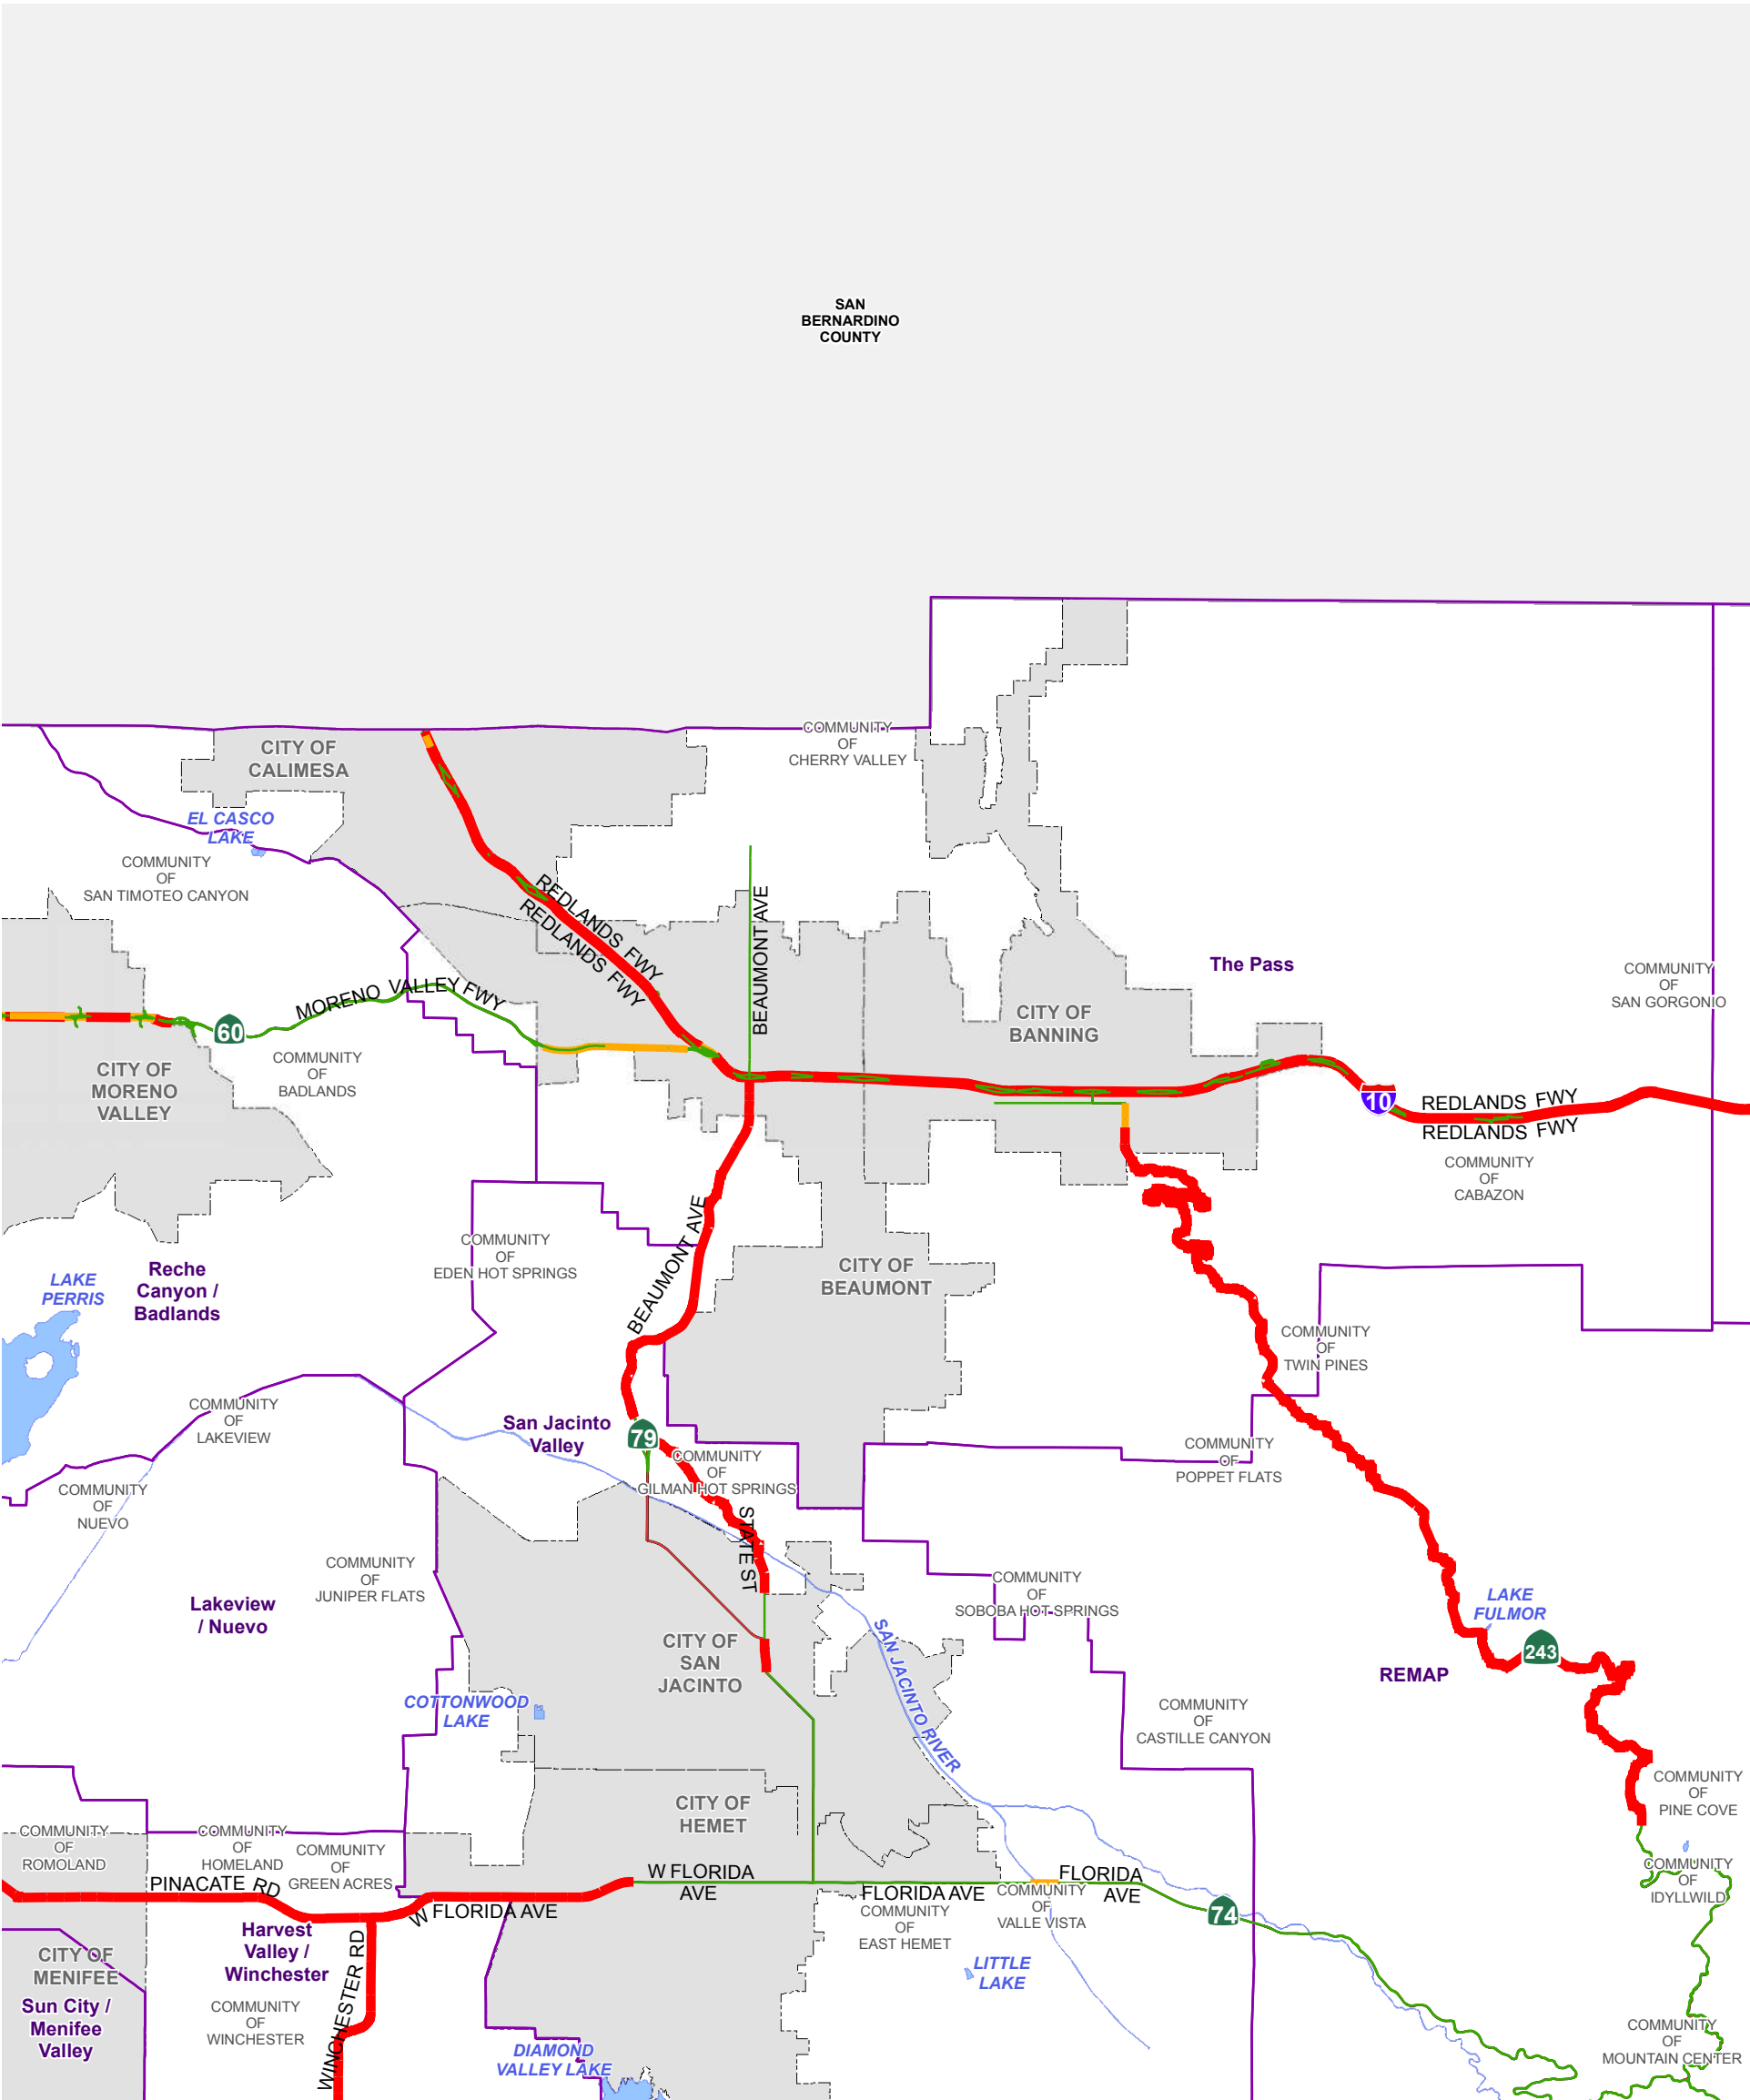 SAN
BERNARDINO
COUNTY
COMMUNITY
OF
CHERRY VALLEY
CITY OF
CALIMESA
EL CASCO
LAKE
COMMUNITY
OF
SAN TIMOTEO CANYON
REDLANDS FWY
REDLANDS FWY
BEAUMONT AVE
The Pass
COMMUNITY
OF
SAN GORGONIO
MORENO VALLEY FWY
60
CITY OF
BANNING
COMMUNITY
OF
BADLANDS
CITY OF
MORENO
VALLEY
10
REDLANDS FWY
REDLANDS FWY
COMMUNITY
OF
CABAZON
BEAUMONT AVE
COMMUNITY
OF
EDEN HOT SPRINGS
CITY OF
BEAUMONT
LAKE
PERRIS
Reche
Canyon /
Badlands
COMMUNITY
OF
TWIN PINES
COMMUNITY
OF
LAKEVIEW
San Jacinto
Valley
79
COMMUNITY
OF
GILMAN HOT SPRINGS
COMMUNITY
OF
POPPET FLATS
COMMUNITY
OF
NUEVO
STATE ST
COMMUNITY
OF
JUNIPER FLATS
COMMUNITY
OF
SOBOBA HOT SPRINGS
Lakeview
/ Nuevo
LAKE
FULMOR
243
CITY OF
SAN
JACINTO
SAN JACINTO RIVER
REMAP
COTTONWOOD
LAKE
COMMUNITY
OF
CASTILLE CANYON
COMMUNITY
OF
PINE COVE
CITY OF
HEMET
COMMUNITY
OF
ROMOLAND
COMMUNITY
OF
HOMELAND
COMMUNITY
OF
GREEN ACRES
PINACATE RD
W FLORIDA
AVE
W FLORIDA AVE
FLORIDA AVE
FLORIDA
AVE
COMMUNITY
OF
IDYLLWILD
COMMUNITY
OF
VALLE VISTA
COMMUNITY
OF
EAST HEMET
74
Harvest
Valley /
Winchester
CITY OF
MENIFEE
Sun City /
Menifee
Valley
COMMUNITY
OF
WINCHESTER
WINCHESTER RD
LITTLE
LAKE
DIAMOND
VALLEY LAKE
COMMUNITY
OF
MOUNTAIN CENTER